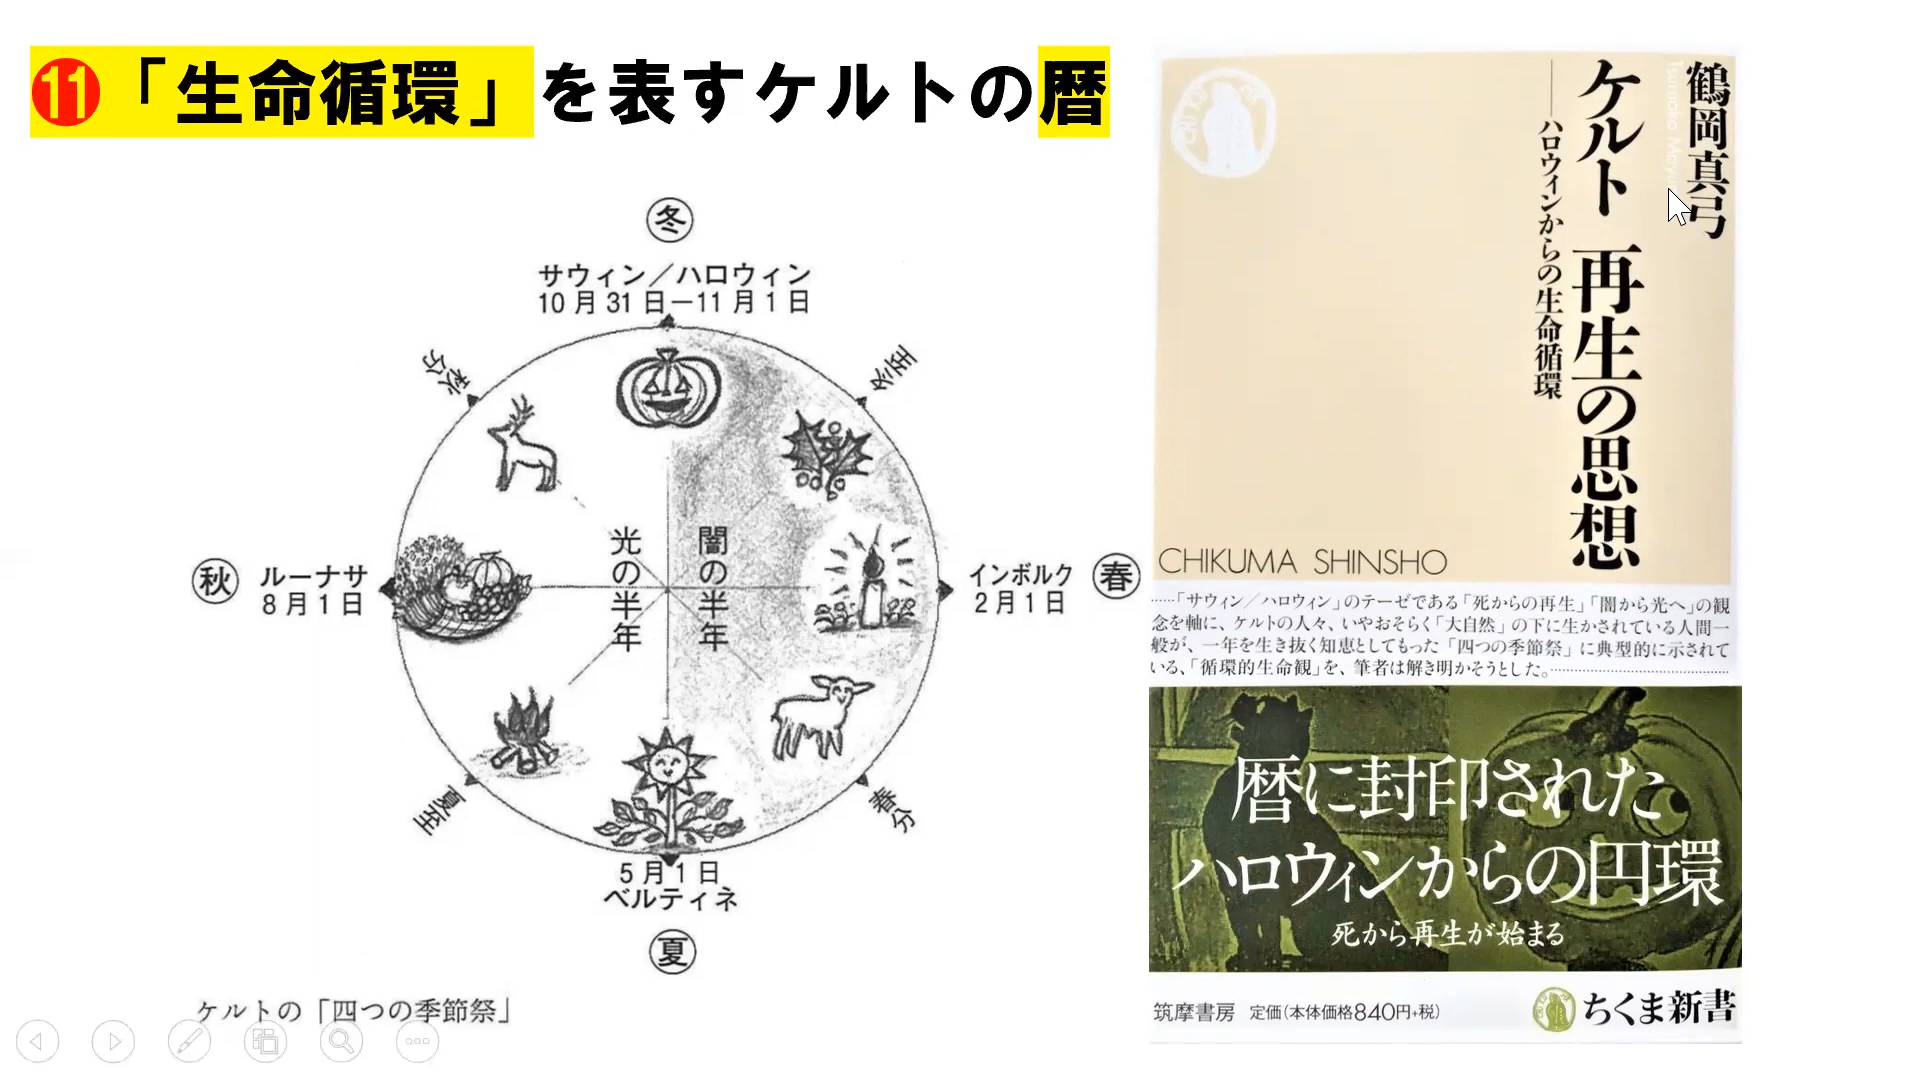 ⑪「生命循環」を表すケルトの暦
冬
サウィン／ハロウィン
10月31日－11月1日
秋分
冬至
光の半年
闇の半年
秋
ルーナサ
8月1日
インボルク
2月1日
春
夏至
春分
5月1日
ベルティネ
夏
ケルトの「四つの季節祭」
鶴岡真弓
ケルト 再生の思想
――ハロウィンからの生命循環
CHIKUMA SHINSHO
……「サウィン／ハロウィン」のテーゼである「死からの再生」「闇から光へ」の観
念を軸に、ケルトの人々、いやおそらく「大自然」の下に生かされている人間一
般が、一年を生き抜く知恵としてもった「四つの季節祭」に典型的に示されて
いる、「循環的生命観」を、筆者は解き明かそうとした。……
暦に封印された
ハロウィンからの円環
死から再生が始まる
筑摩書房 定価（本体価格840円+税）
ちくま新書